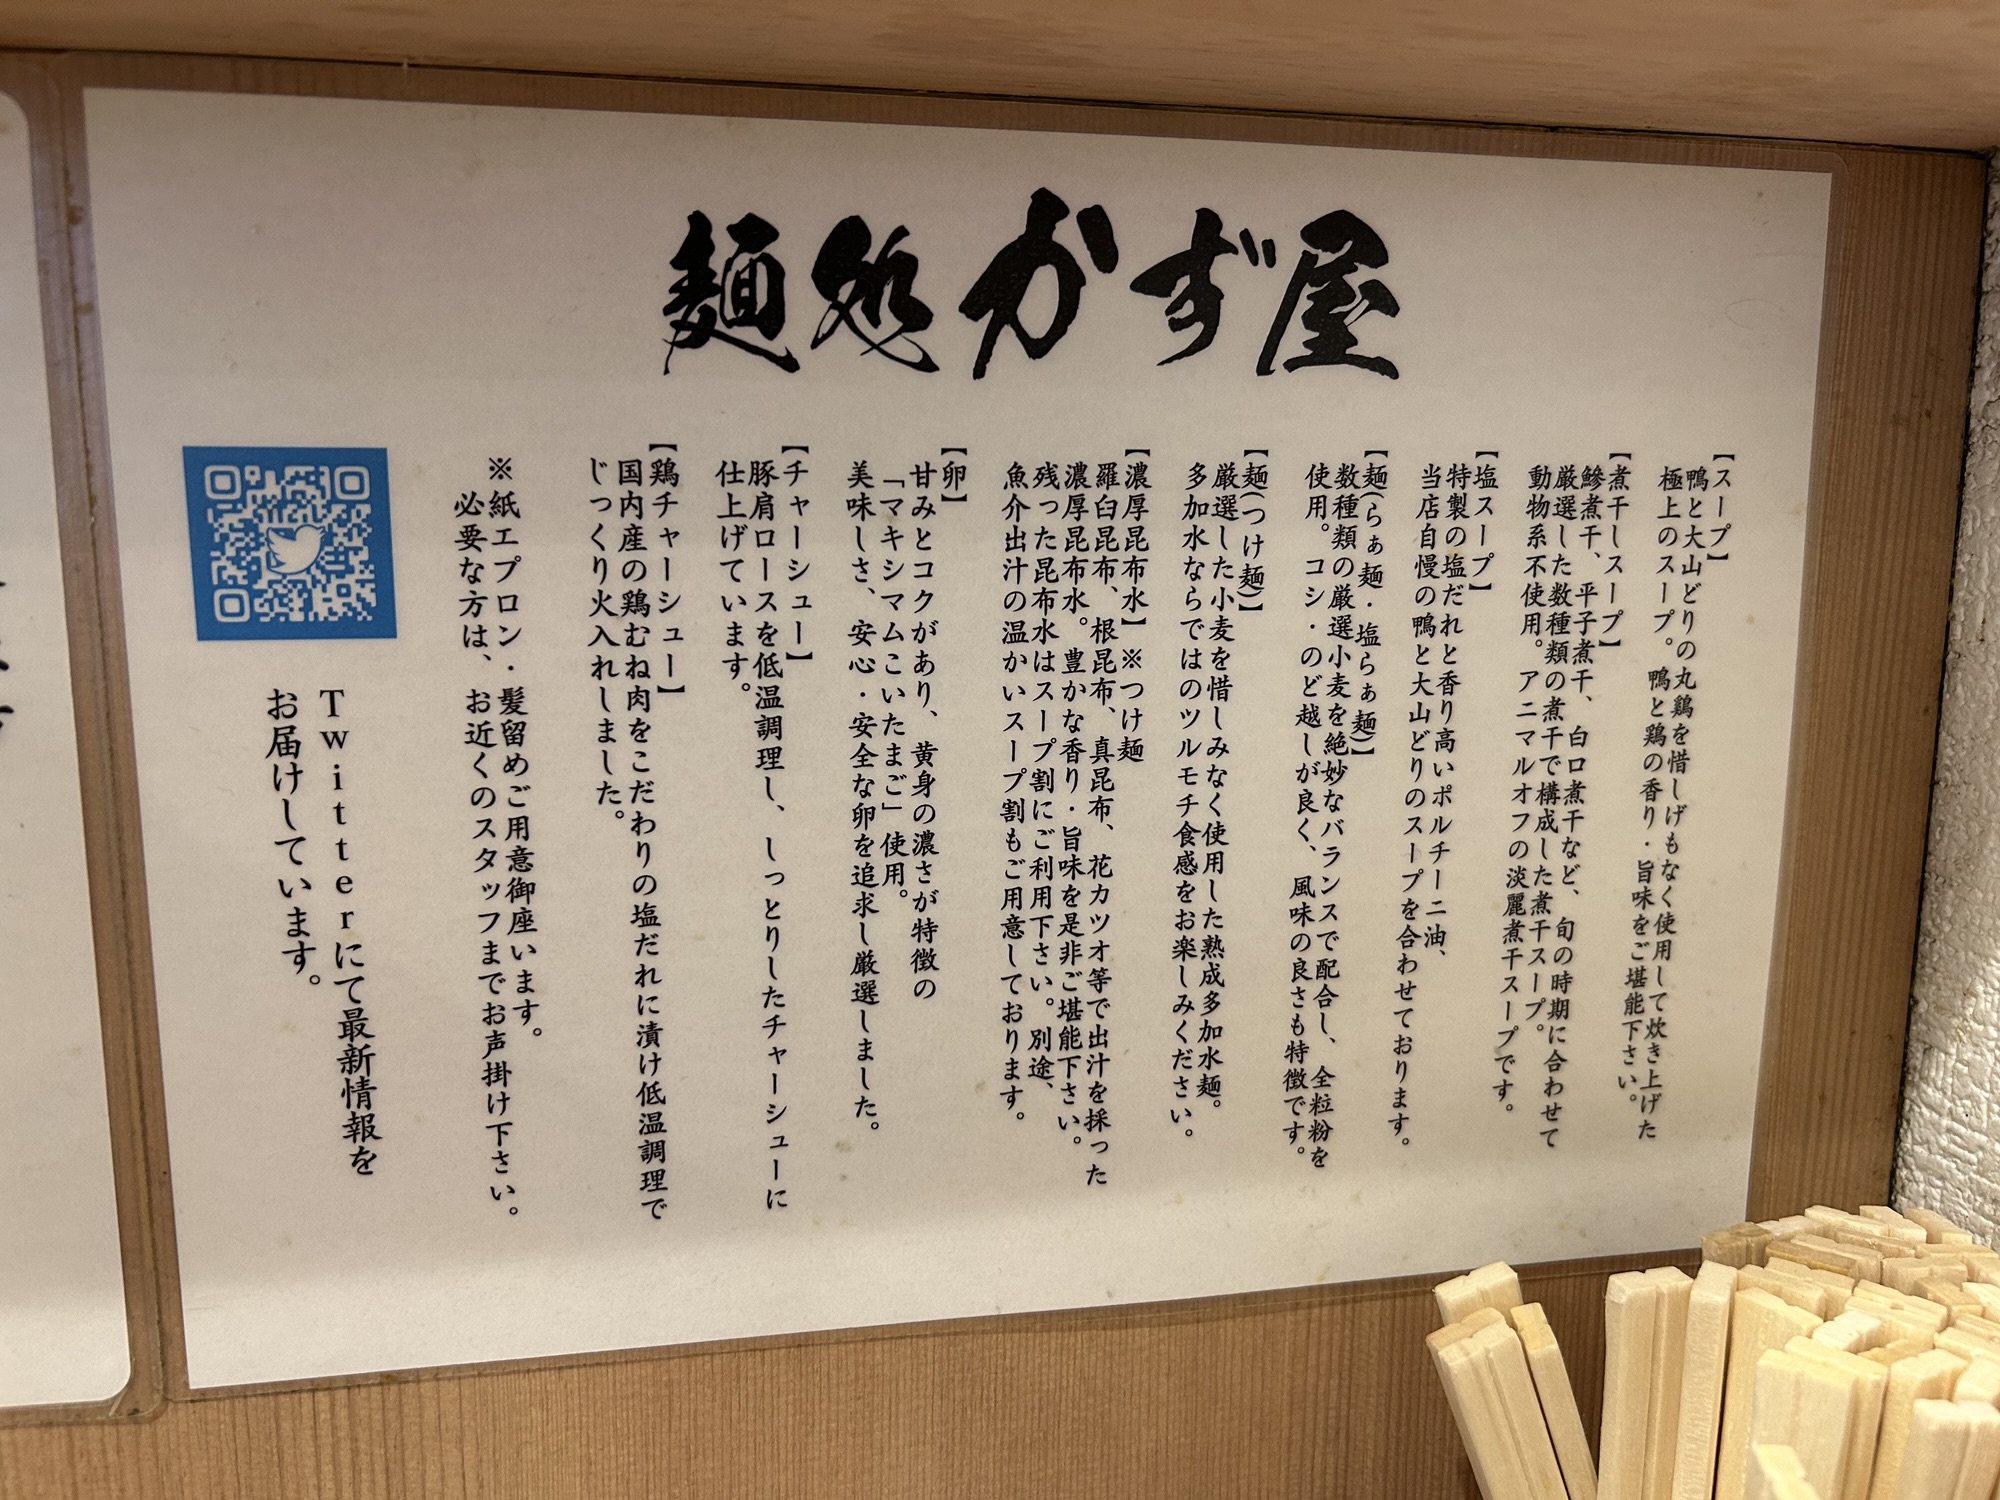 麺処かず屋
【スープ】
鴨と大山どりの丸鶏を惜しげもなく使用して炊き上げた
極上のスープ。鴨と鶏の香り・旨味をご堪能下さい。
【煮干しスープ】
鯵煮干、平子煮干、白口煮干など、旬の時期に合わせて
厳選した数種類の煮干で構成した煮干スープ。
動物系不使用。アニマルオフの淡麗煮干スープです。
【塩スープ】
特製の塩だれと香り高いポルチーニ油、
当店自慢の鴨と大山どりのスープを合わせております。
【麺(らぁ麺・塩らぁ麺)】
数種類の厳選小麦を絶妙なバランスで配合し、全粒粉を
使用。コシ・のど越しが良く、風味の良さも特徴です。
【麺(つけ麺)】
厳選した小麦を惜しみなく使用した熟成多加水麺。
多加水ならではのツルモチ食感をお楽しみください。
【濃厚昆布水】※つけ麺
羅臼昆布、根昆布、真昆布、花カツオ等で出汁を採った
濃厚昆布水。豊かな香り・旨味を是非ご堪能下さい。
残った昆布水はスープ割にご利用下さい。別途、
魚介出汁の温かいスープ割もご用意しております。
【卵】
甘みとコクがあり、黄身の濃さが特徴の
「マキシマムこいたまご」使用。
美味しさ、安心・安全な卵を追求し厳選しました。
【チャーシュー】
豚肩ロースを低温調理し、しっとりしたチャーシューに
仕上げています。
【鶏チャーシュー】
国内産の鶏むね肉をこだわりの塩だれに漬け低温調理で
じっくり火入れしました。
※紙エプロン・髪留めご用意御座います。
必要な方は、お近くのスタッフまでお声掛け下さい。
Twitterにて最新情報を
お届けしています。